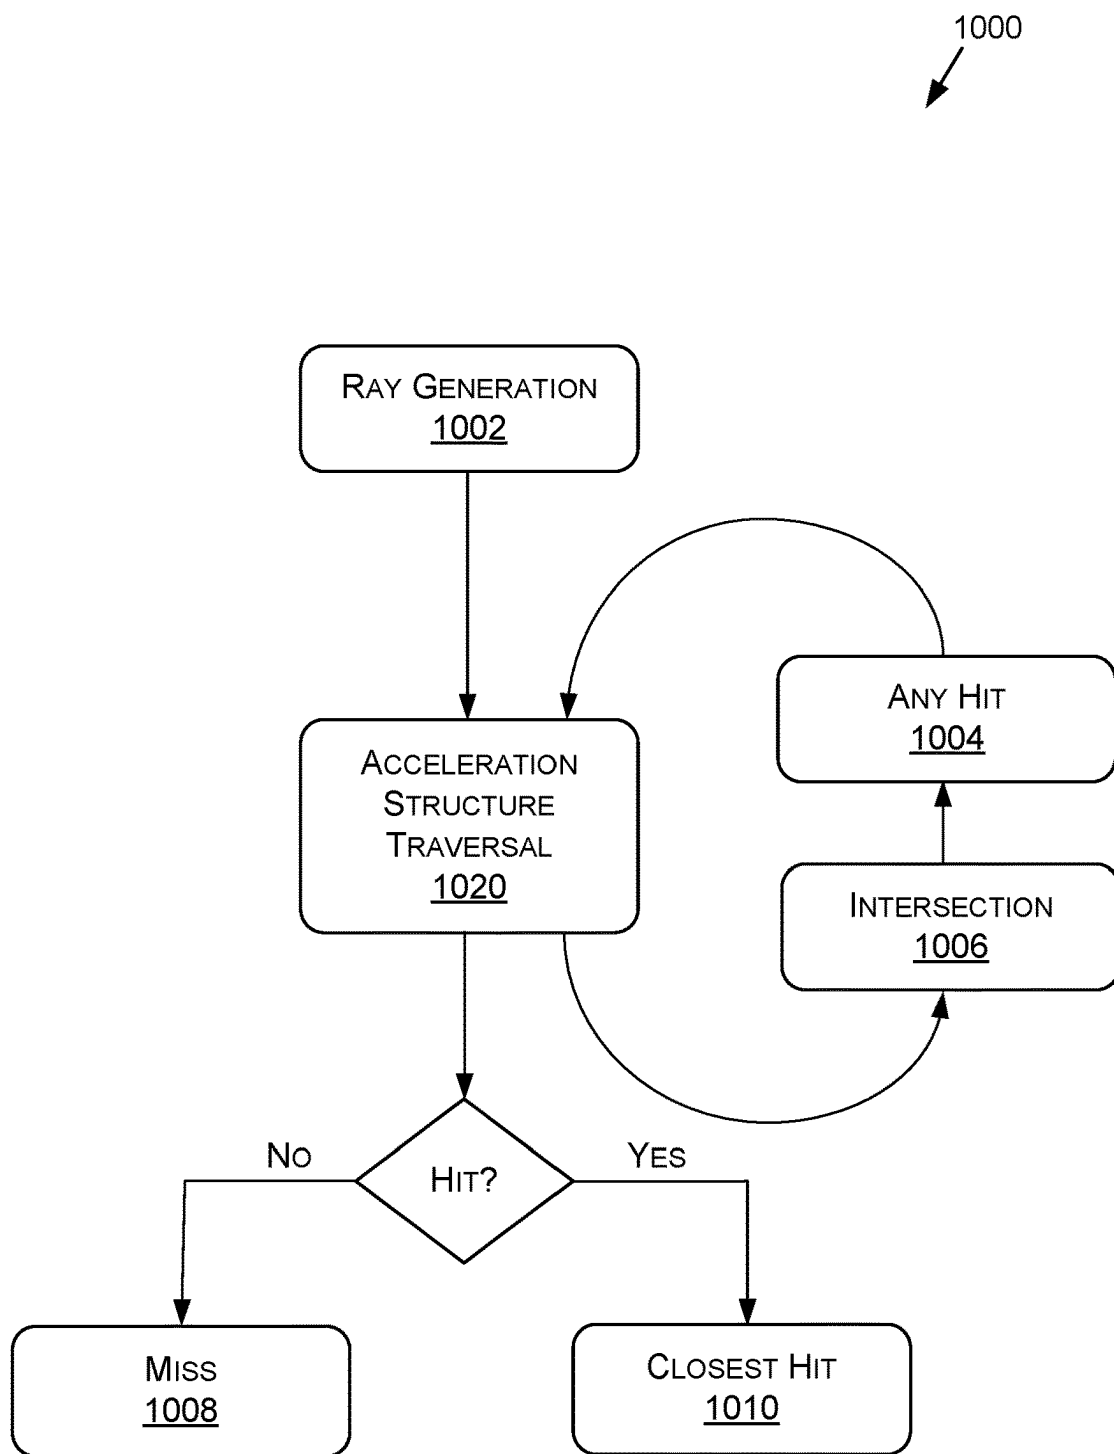 1000
RAY GENERATION
1002
ANY HIT
1004
ACCELERATION
STRUCTURE
TRAVERSAL
1020
INTERSECTION
1006
NO
YES
HIT?
MISS
1008
CLOSEST HIT
1010